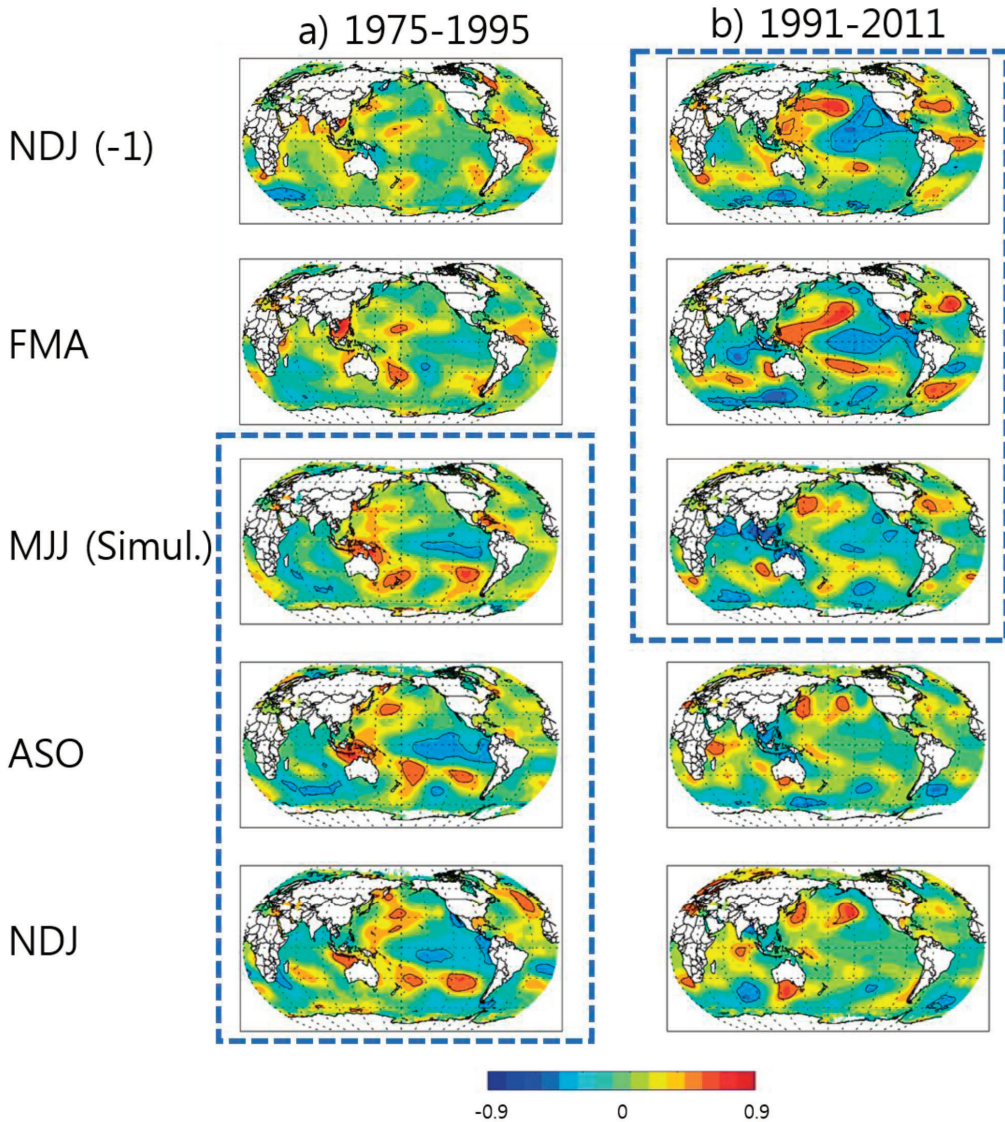 a) 1975-1995
b) 1991-2011
NDJ (-1)
FMA
MJJ (Simul.)
ASO
NDJ
-0.9 0 0.9